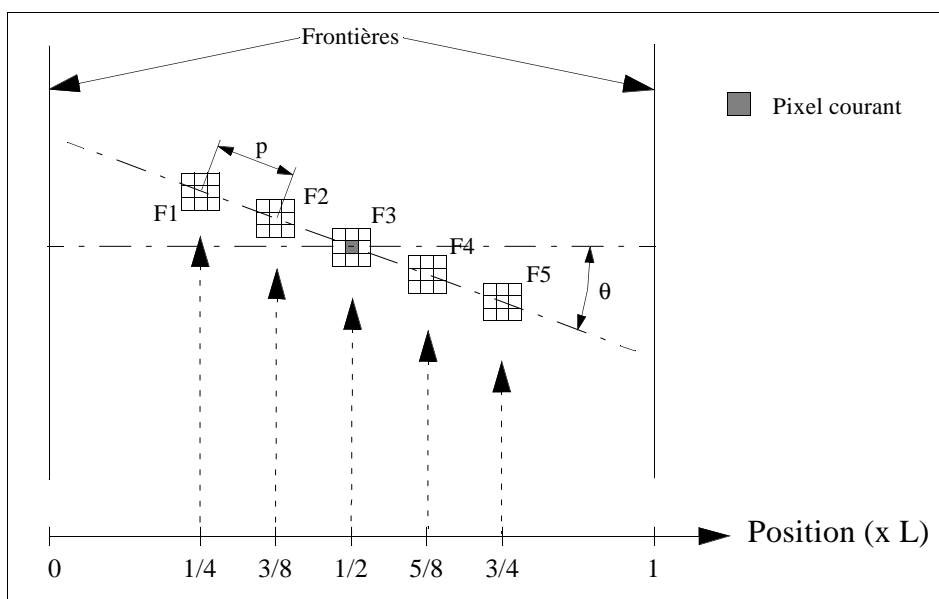 Frontières
Pixel courant
p
F1
F2
F3
F4
F5
θ
Position (x L)
0
1/4
3/8
1/2
5/8
3/4
1